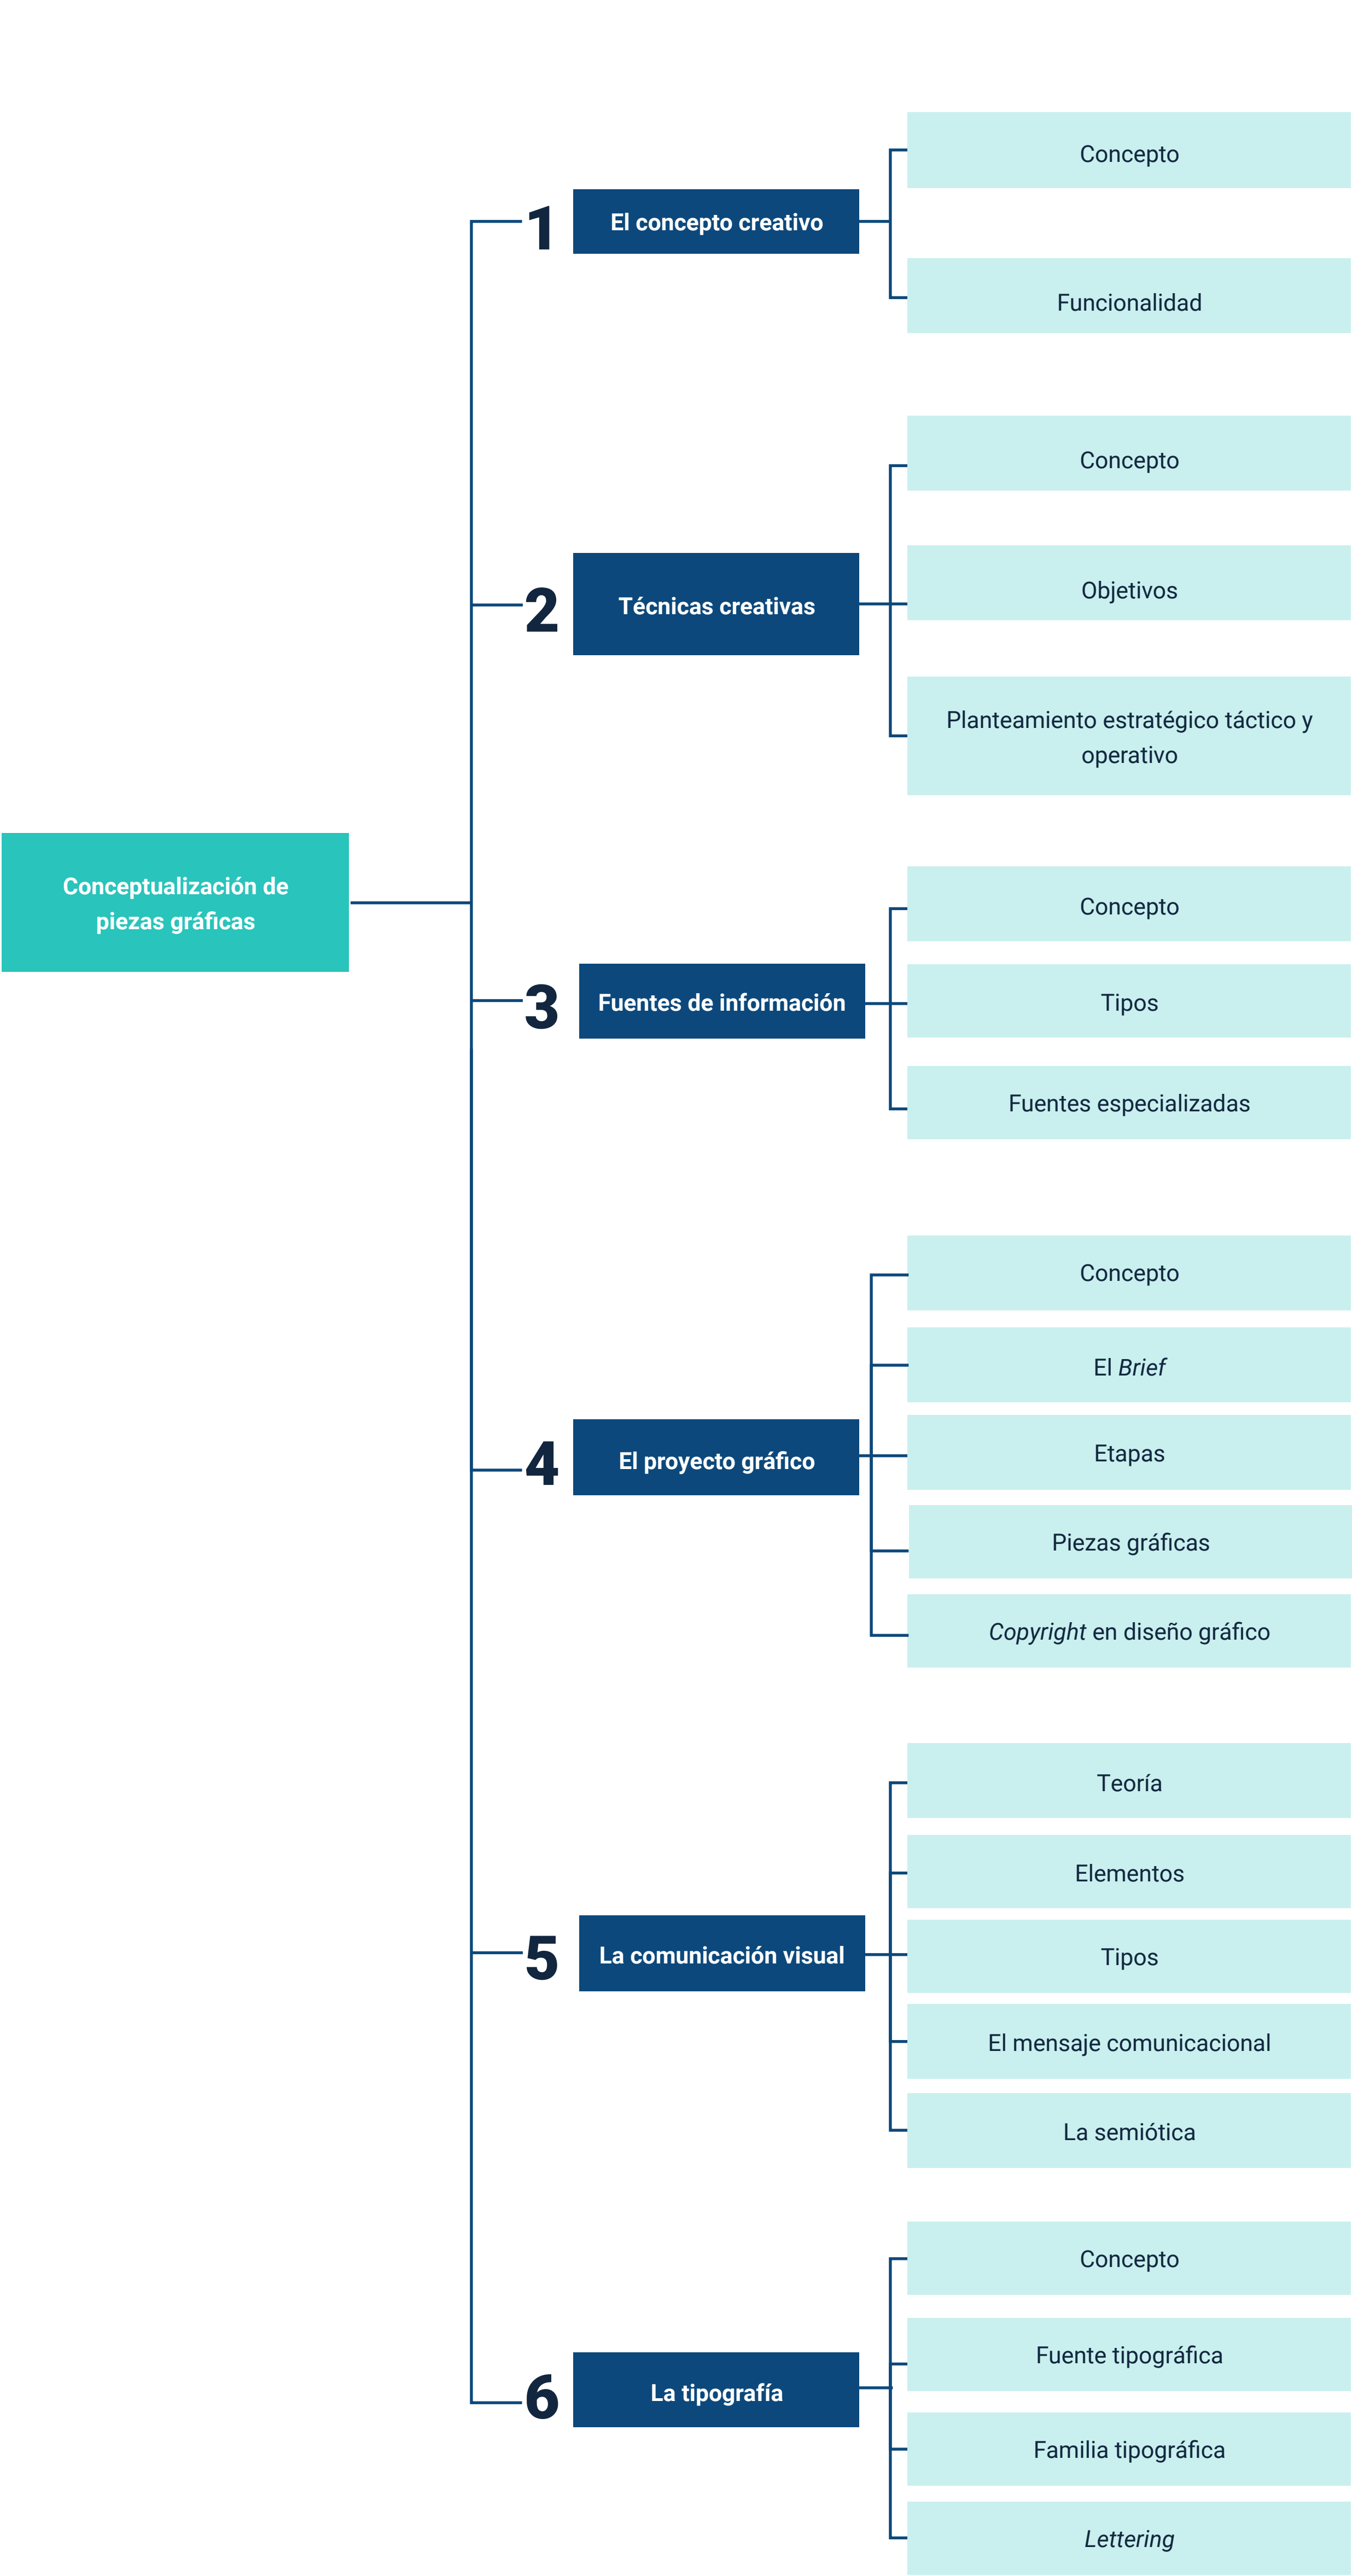 Conceptualización de
piezas gráficas
1
El concepto creativo
Concepto
Funcionalidad
2
Técnicas creativas
Concepto
Objetivos
Planteamiento estratégico táctico y
operativo
3
Fuentes de información
Concepto
Tipos
Fuentes especializadas
4
El proyecto gráfico
Concepto
El Brief
Etapas
Piezas gráficas
Copyright en diseño gráfico
5
La comunicación visual
Teoría
Elementos
Tipos
El mensaje comunicacional
La semiótica
6
La tipografía
Concepto
Fuente tipográfica
Familia tipográfica
Lettering